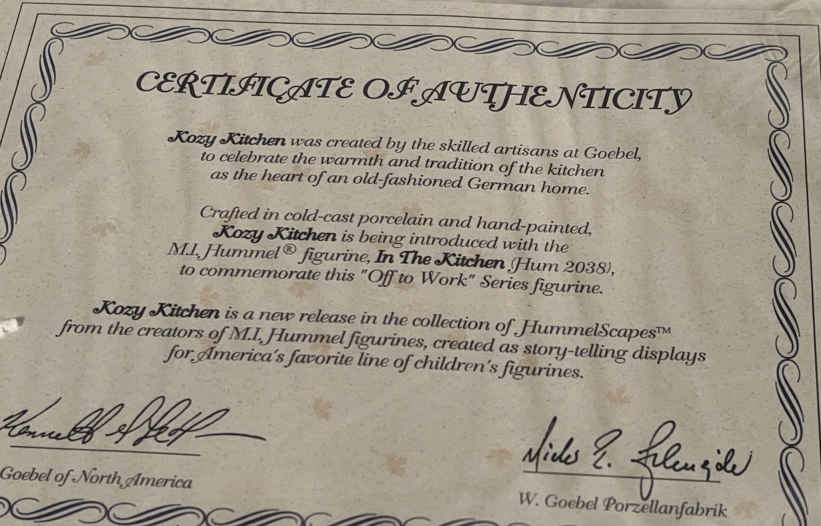 CERTIFICATE OF AUTHENTICITY
Kozy Kitchen was created by the skilled artisans at Goebel,
to celebrate the warmth and tradition of the kitchen
as the heart of an old-fashioned German home.
Crafted in cold-cast porcelain and hand-painted,
Kozy Kitchen is being introduced with the
M.I. Hummel® figurine, In The Kitchen (Hum 2038),
to commemorate this "Off to Work" Series figurine.
Kozy Kitchen is a new release in the collection of HummelScapes™
from the creators of M.I. Hummel figurines, created as story-telling displays
for America's favorite line of children's figurines.
Goebel of North America
W. Goebel Porzellanfabrik